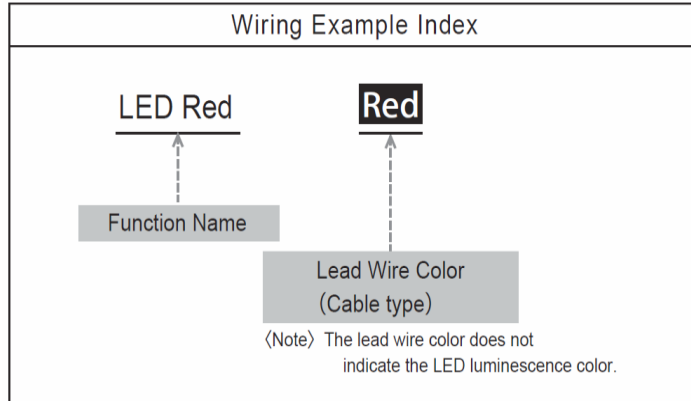 Wiring Example Index
LED Red Red
Function Name
Lead Wire Color
(Cable type)
〈Note〉 The lead wire color does not
indicate the LED luminescence color.